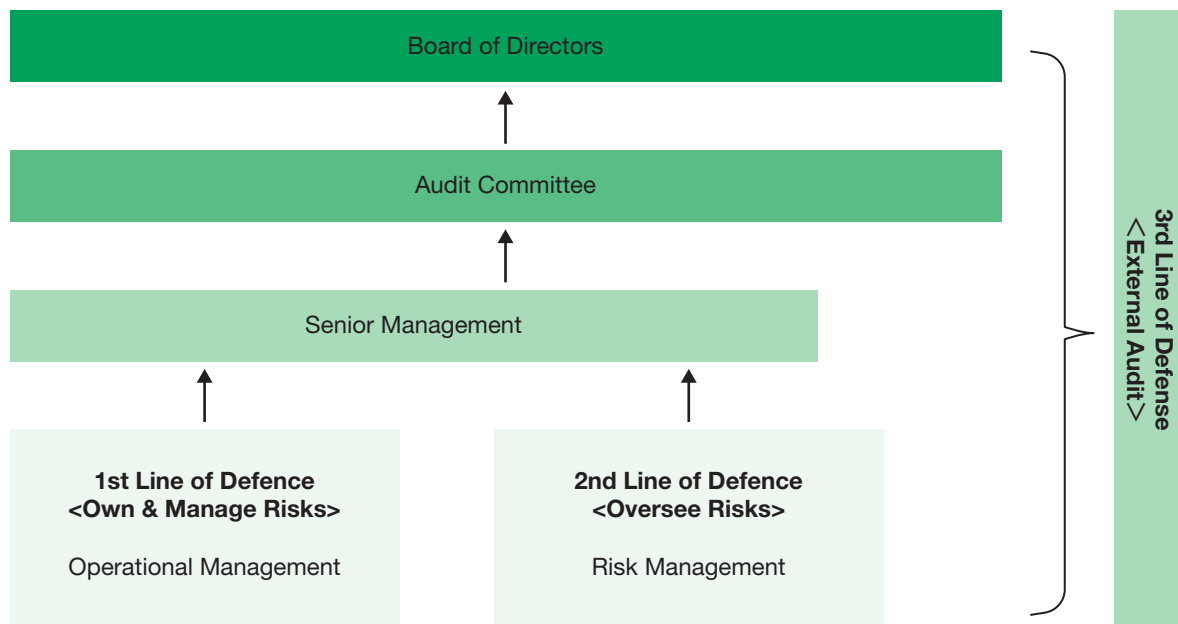 Board of Directors
Audit Committee
Senior Management
1st Line of Defence
<Own & Manage Risks>
Operational Management
2nd Line of Defence
<Oversee Risks>
Risk Management
3rd Line of Defense
<External Audit>